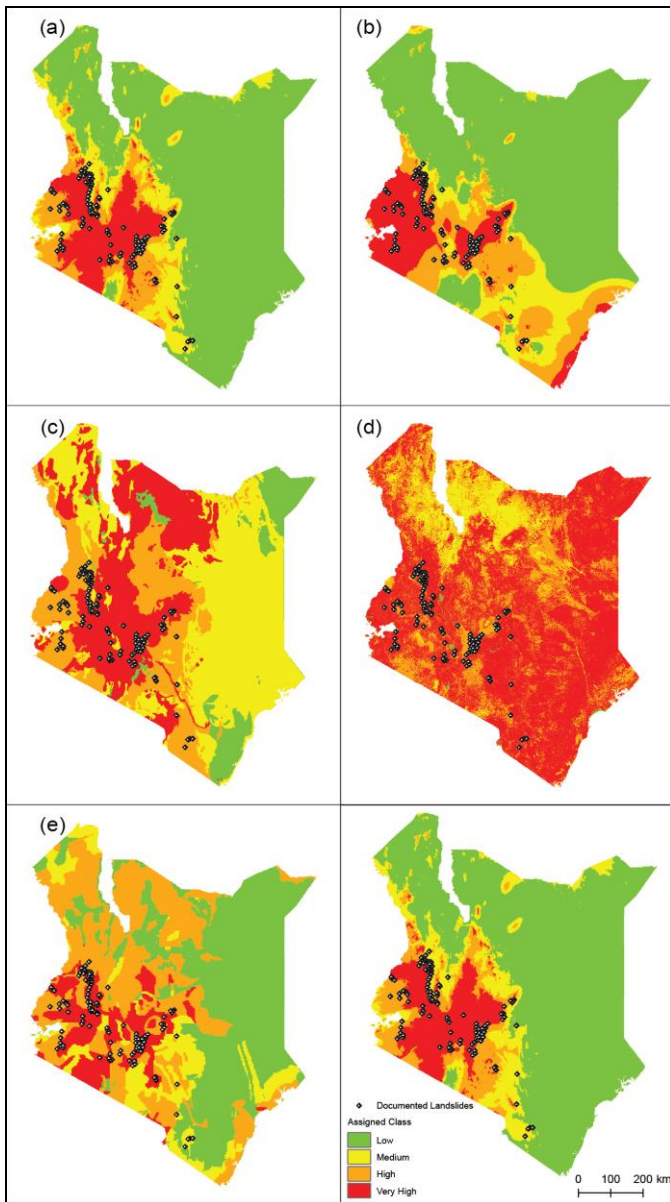 (a)
(b)
(c)
(d)
(e)
Documented Landslides
Assigned Class
Low
Medium
High
Very High
0 100 200 km